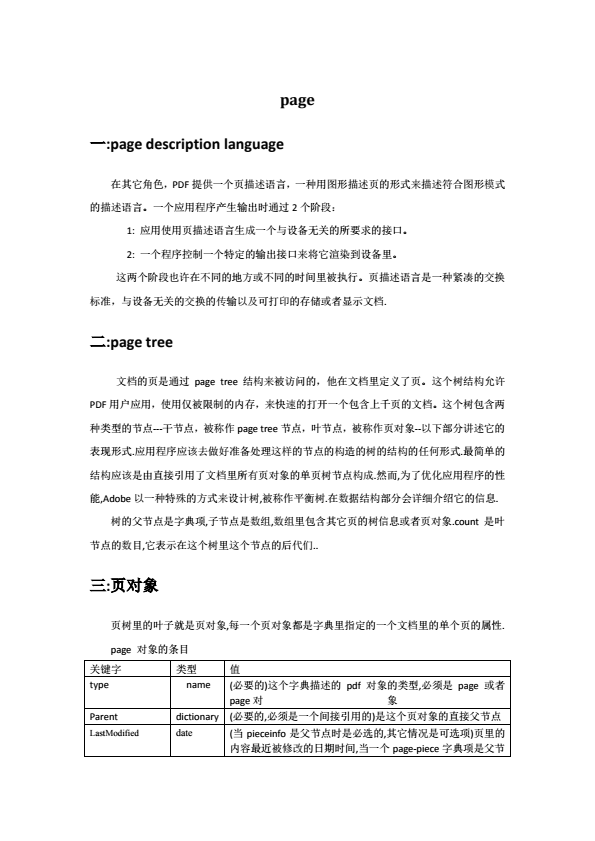 page
一:page description language
在其它角色，PDF 提供一个页描述语言，一种用图形描述页的形式来描述符合图形模式
的描述语言。一个应用程序产生输出时通过 2 个阶段：
1: 应用使用页描述语言生成一个与设备无关的所要求的接口。
2: 一个程序控制一个特定的输出接口来将它渲染到设备里。
这两个阶段也许在不同的地方或不同的时间里被执行。页描述语言是一种紧凑的交换
标准，与设备无关的交换的传输以及可打印的存储或者显示文档.
二:page tree
文档的页是通过 page tree 结构来被访问的，他在文档里定义了页。这个树结构允许
PDF 用户应用，使用仅被限制的内存，来快速的打开一个包含上千页的文档。这个树包含两
种类型的节点---干节点，被称作 page tree 节点，叶节点，被称作页对象--以下部分讲述它的
表现形式.应用程序应该去做好准备处理这样的节点的构造的树的结构的任何形式.最简单的
结构应该是由直接引用了文档里所有页对象的单页树节点构成.然而,为了优化应用程序的性
能,Adobe 以一种特殊的方式来设计树,被称作平衡树.在数据结构部分会详细介绍它的信息.
树的父节点是字典项,子节点是数组,数组里包含其它页的树信息或者页对象.count 是叶
节点的数目,它表示在这个树里这个节点的后代们..
三:页对象
页树里的叶子就是页对象,每一个页对象都是字典里指定的一个文档里的单个页的属性.
page 对象的条目
关键字 类型 值
type name (必要的)这个字典描述的 pdf 对象的类型,必须是 page 或者
page 对 象
Parent dictionary (必要的,必须是一个间接引用的)是这个页对象的直接父节点
LastModified date (当 pieceinfo 是父节点时是必选的,其它情况是可选项)页里的
内容最近被修改的日期时间,当一个 page-piece 字典项是父节